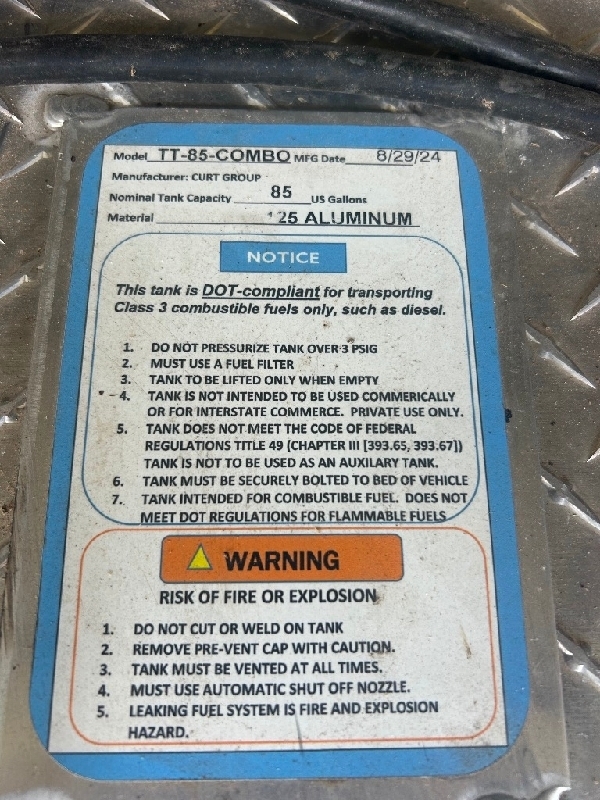 Model TT-85-COMBO MFG Date 8/29/24
Manufacturer: CURT GROUP
Nominal Tank Capacity 85 US Gallons
Material 25 ALUMINUM
NOTICE
This tank is DOT-compliant for transporting
Class 3 combustible fuels only, such as diesel.
1. DO NOT PRESSURIZE TANK OVER 3 PSIG
2. MUST USE A FUEL FILTER
3. TANK TO BE LIFTED ONLY WHEN EMPTY
4. TANK IS NOT INTENDED TO BE USED COMMERICALLY
OR FOR INTERSTATE COMMERCE. PRIVATE USE ONLY.
5. TANK DOES NOT MEET THE CODE OF FEDERAL
REGULATIONS TITLE 49 [CHAPTER III [393.65, 393.67])
TANK IS NOT TO BE USED AS AN AUXILARY TANK.
6. TANK MUST BE SECURELY BOLTED TO BED OF VEHICLE
7. TANK INTENDED FOR COMBUSTIBLE FUEL. DOES NOT
MEET DOT REGULATIONS FOR FLAMMABLE FUELS
WARNING
RISK OF FIRE OR EXPLOSION
1. DO NOT CUT OR WELD ON TANK
2. REMOVE PRE-VENT CAP WITH CAUTION.
3. TANK MUST BE VENTED AT ALL TIMES.
4. MUST USE AUTOMATIC SHUT OFF NOZZLE.
5. LEAKING FUEL SYSTEM IS FIRE AND EXPLOSION
HAZARD.